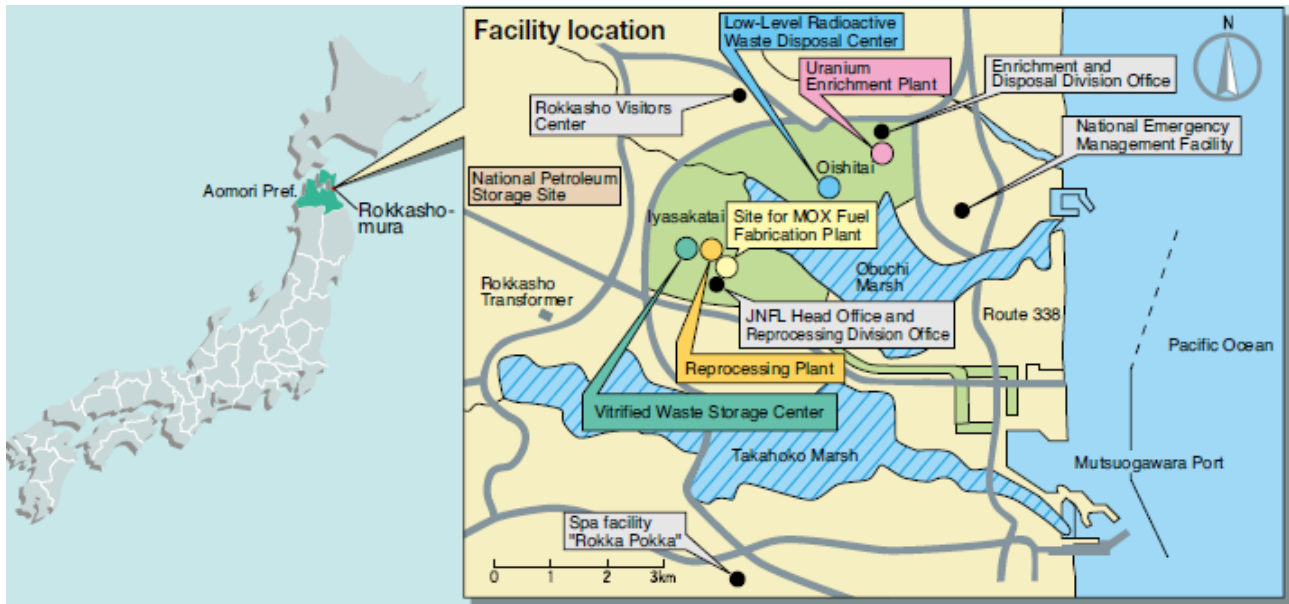 Facility location
Low-Level Radioactive
Waste Disposal Center
N
Uranium
Enrichment Plant
Enrichment and
Disposal Division Office
Rokkasho Visitors
Center
National Emergency
Management Facility
Oishitai
Aomori Pref.
Rokkasho-
mura
National Petroleum
Storage Site
Iyasakatai
Site for MOX Fuel
Fabrication Plant
Obuchi
Marsh
Rokkasho
Transformer
JNFL Head Office and
Reprocessing Division Office
Route 338
Pacific Ocean
Reprocessing Plant
Vitrified Waste Storage Center
Takahoko Marsh
Mutsuogawara Port
Spa facility
"Rokka Pokka"
0 1 2 3km